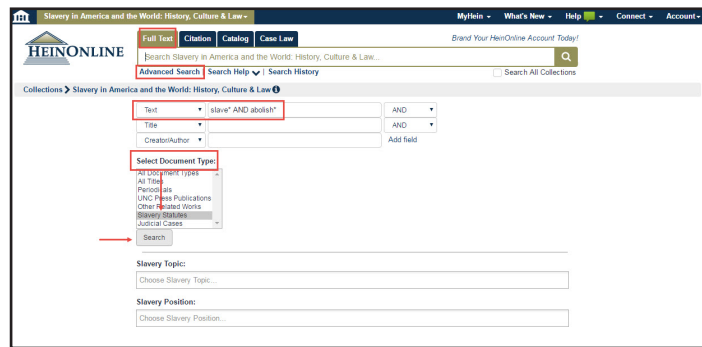 Slavery in America and the World: History, Culture & Law
MyHein What's New Help Connect Account
HEINONLINE
Full Text Citation Catalog Case Law
Brand Your HeinOnline Account Today!
Search Slavery in America and the World: History, Culture & Law...
Advanced Search | Search Help | Search History
Search All Collections
Collections Slavery in America and the World: History, Culture & Law
Text slave* AND abolish* AND
Title AND
Creator/Author Add field
Select Document Type:
All Document Types
All Titles
Periodicals
UNC Press Publications
Other Related Works
Slavery Statutes
Judicial Cases
Search
Slavery Topic:
Choose Slavery Topic...
Slavery Position:
Choose Slavery Position...